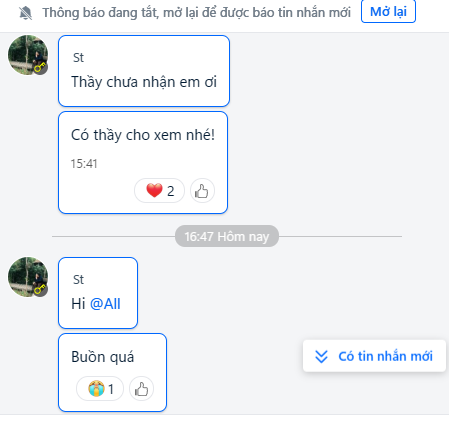 Thông báo đang tắt, mở lại để được báo tin nhắn mới Mở lại
St
Thầy chưa nhận em ơi
Có thầy cho xem nhé!
15:41
2
16:47 Hôm nay
St
Hi @All
Buồn quá
Có tin nhắn mới
1